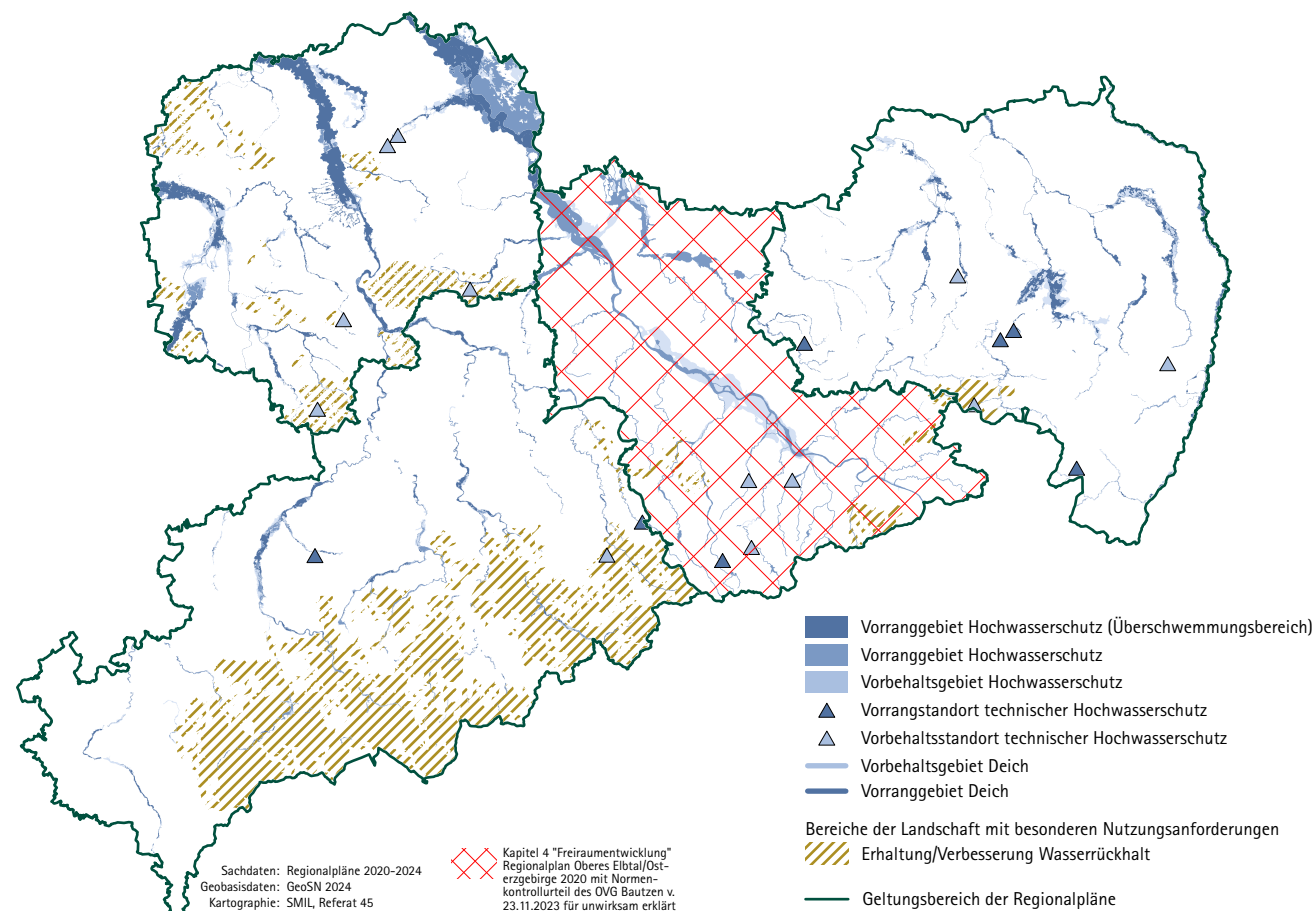 Vorranggebiet Hochwasserschutz (Überschwemmungsbereich)
Vorranggebiet Hochwasserschutz
Vorbehaltsgebiet Hochwasserschutz
Vorrangstandort technischer Hochwasserschutz
Vorbehaltsstandort technischer Hochwasserschutz
Vorbehaltsgebiet Deich
Vorranggebiet Deich
Bereiche der Landschaft mit besonderen Nutzungsanforderungen
Erhaltung/Verbesserung Wasserrückhalt
Geltungsbereich der Regionalpläne
Kapitel 4 "Freiraumentwicklung"
Regionalplan Oberes Elbtal/Ost-
erzgebirge 2020 mit Normen-
kontrollurteil des OVG Bautzen v.
23.11.2023 für unwirksam erklärt
Sachdaten: Regionalpläne 2020-2024
Geobasisdaten: GeoSN 2024
Kartographie: SMIL, Referat 45